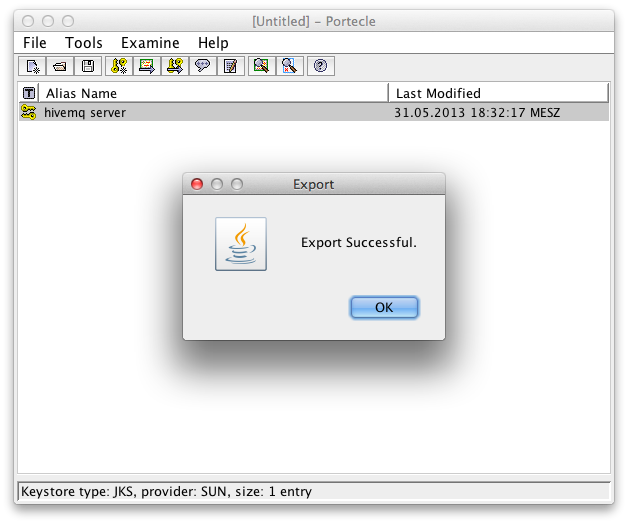 [Untitled] – Portecle
File Tools Examine Help
T Alias Name Last Modified
hivemq server 31.05.2013 18:32:17 MESZ
Export
Export Successful.
OK
Keystore type: JKS, provider: SUN, size: 1 entry